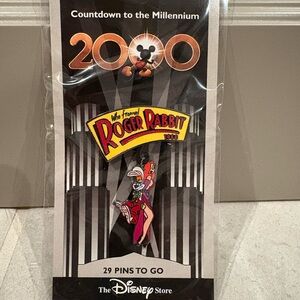 Countdown to the Millennium
2000
Who Framed
ROGER RABBIT
1988
29 PINS TO GO
The Disney Store